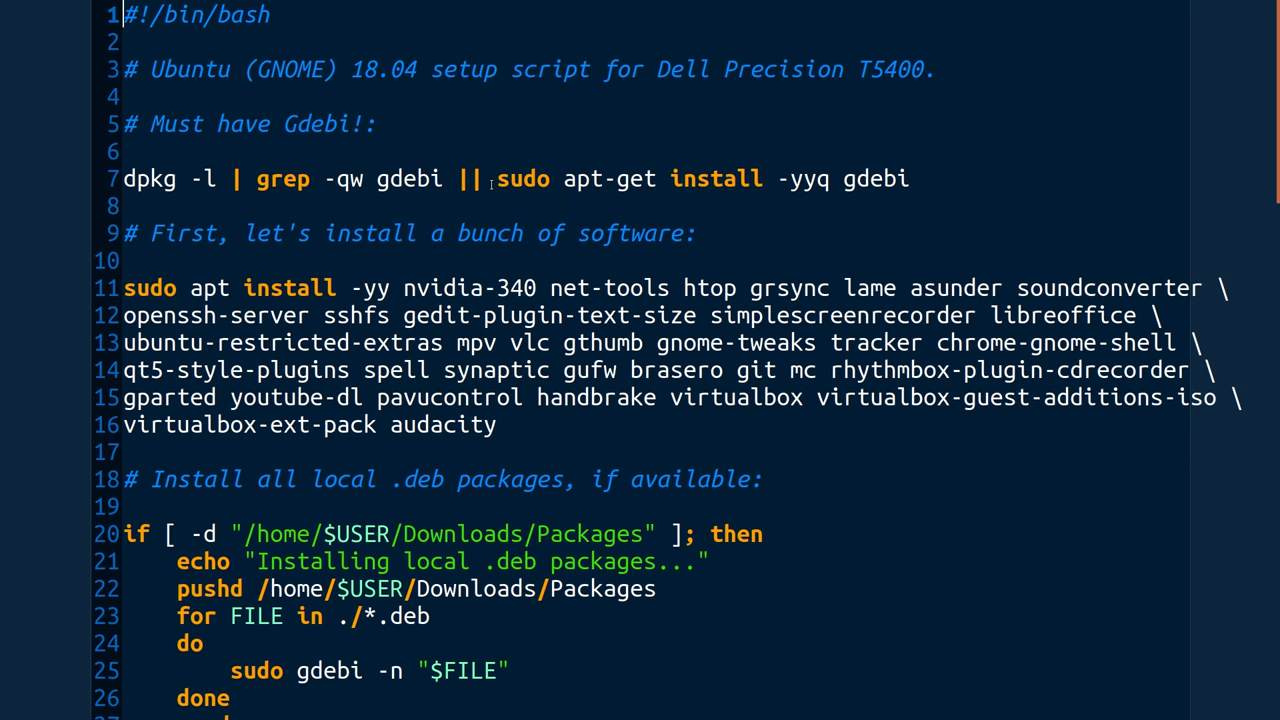 1#!/bin/bash
2
3# Ubuntu (GNOME) 18.04 setup script for Dell Precision T5400.
4
5# Must have Gdebi!:
6
7dpkg -l | grep -qw gdebi || sudo apt-get install -yyq gdebi
8
9# First, let's install a bunch of software:
10
11sudo apt install -yy nvidia-340 net-tools htop grsync lame asunder soundconverter \
12openssh-server sshfs gedit-plugin-text-size simplescreenrecorder libreoffice \
13ubuntu-restricted-extras mpv vlc gthumb gnome-tweaks tracker chrome-gnome-shell \
14qt5-style-plugins spell synaptic gufw brasero git mc rhythmbox-plugin-cdrecorder \
15gparted youtube-dl pavucontrol handbrake virtualbox virtualbox-guest-additions-iso \
16virtualbox-ext-pack audacity
17
18# Install all local .deb packages, if available:
19
20if [ -d "/home/$USER/Downloads/Packages" ]; then
21    echo "Installing local .deb packages..."
22    pushd /home/$USER/Downloads/Packages
23    for FILE in ./*.deb
24    do
25        sudo gdebi -n "$FILE"
26    done